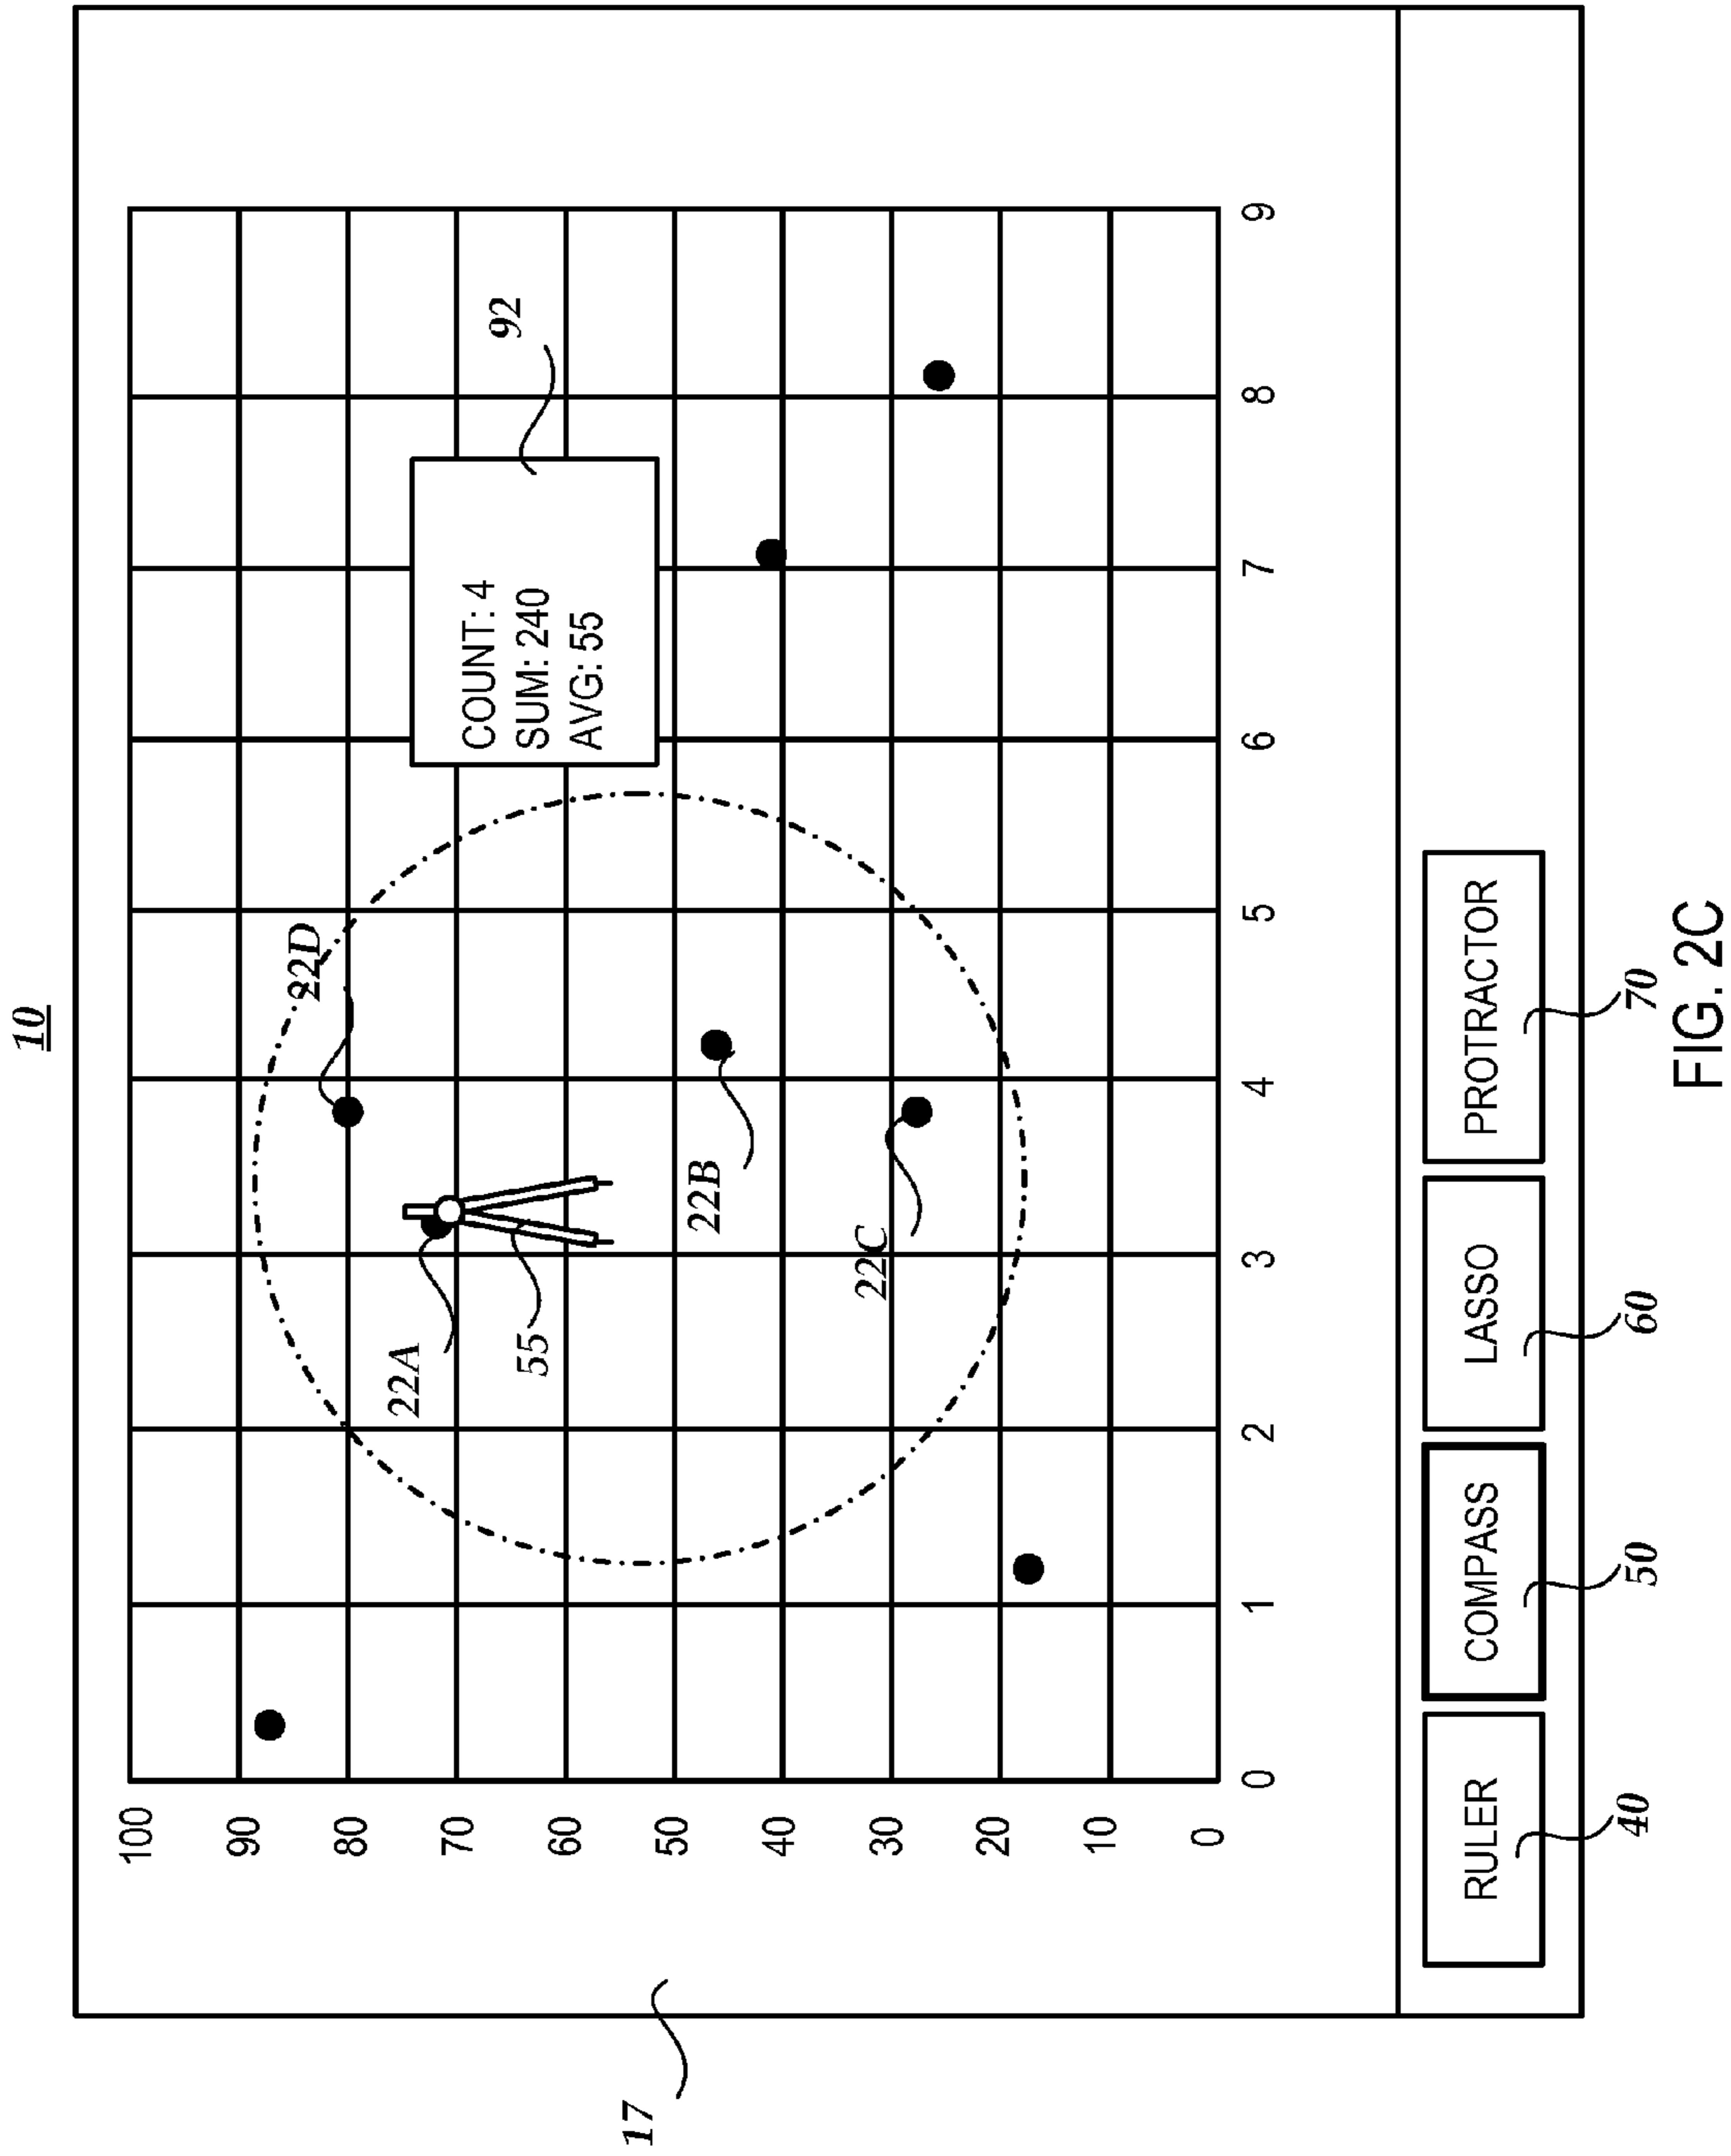 10
100
90
80
70
60
50
40
30
20
10
0
0 1 2 3 4 5 6 7 8 9
22D
22A
55
22B
22C
COUNT: 4
SUM: 240
AVG: 55
92
17
RULER COMPASS LASSO PROTRACTOR
40 50 60 70
FIG. 2C